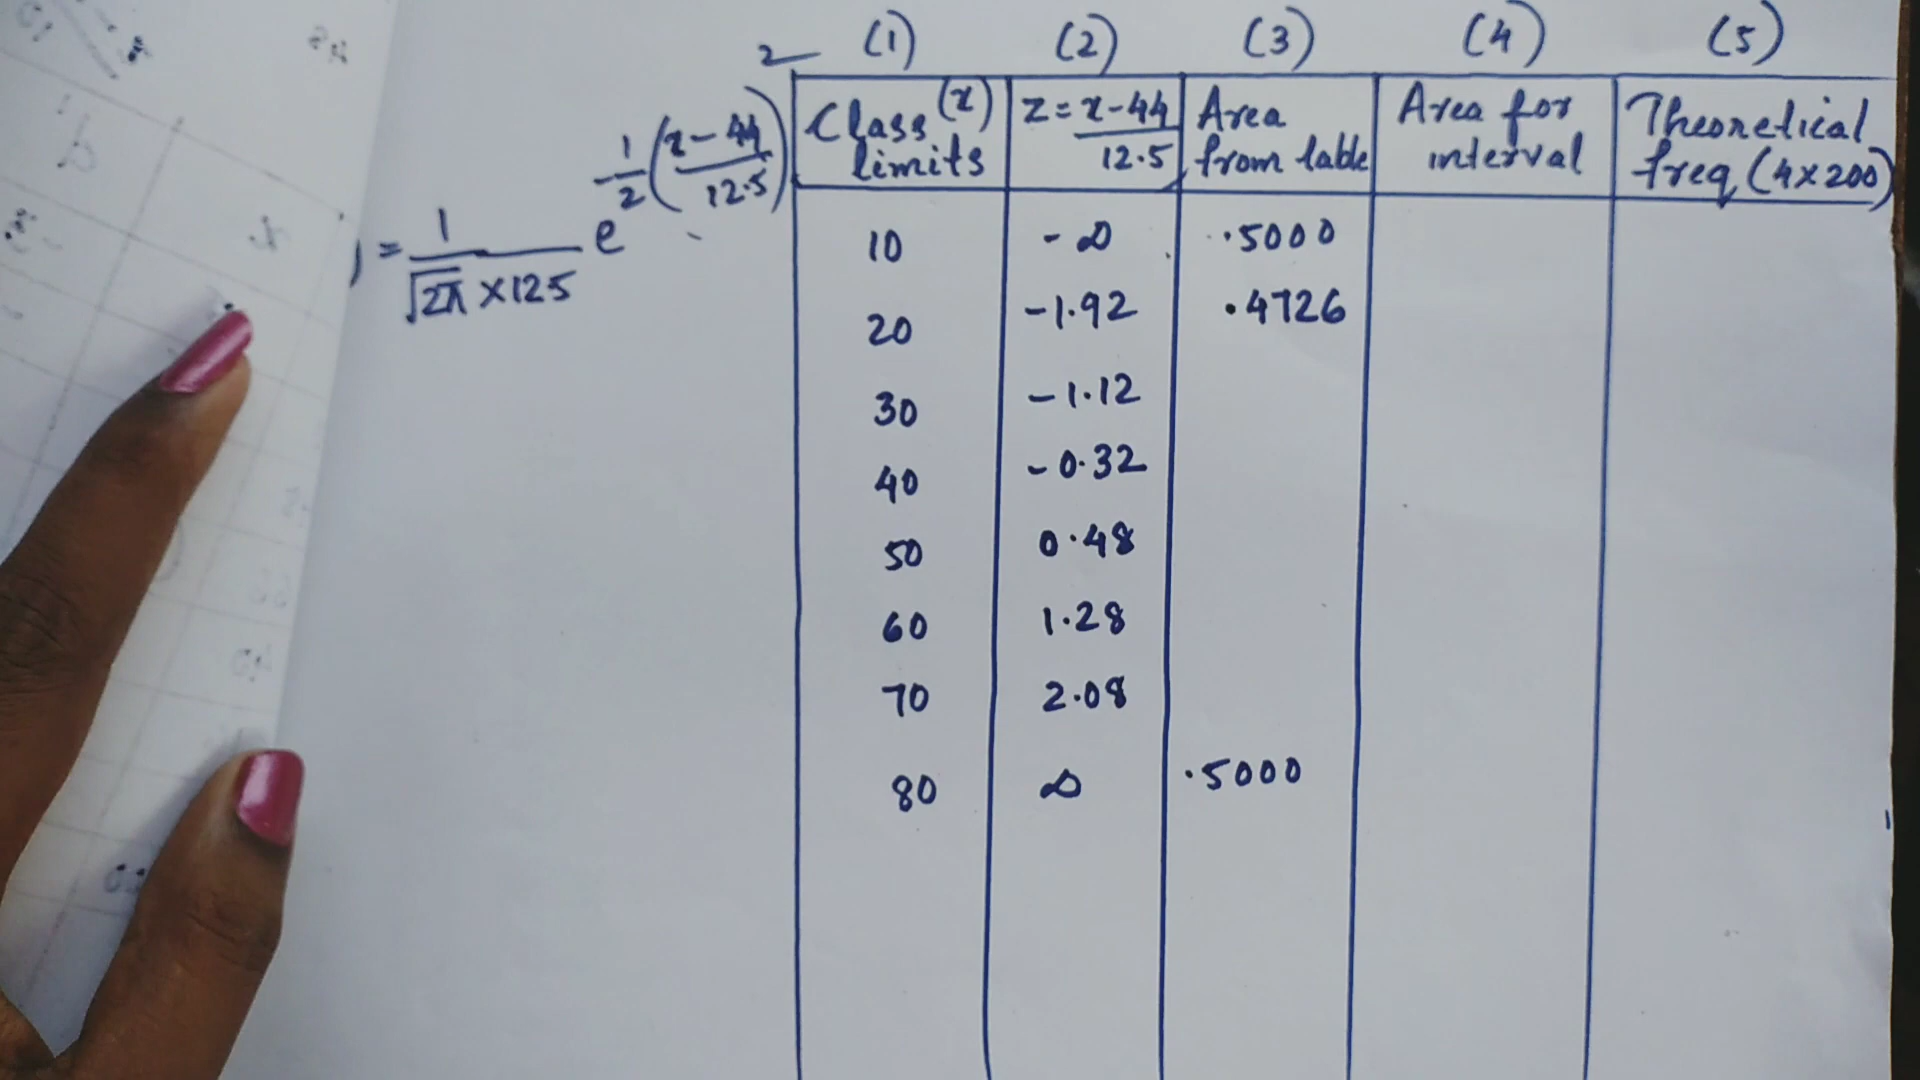 (1) (2) (3) (4) (5)
Class (x) limits | z = x-44 / 12.5 | Area from table | Area for interval | Theoretical freq (4×200)
= 1 / √2π ×12.5 e -1/2 (x-44 / 12.5) 2
10 -∞ .5000
20 -1.92 .4726
30 -1.12
40 -0.32
50 0.48
60 1.28
70 2.08
80 ∞ .5000